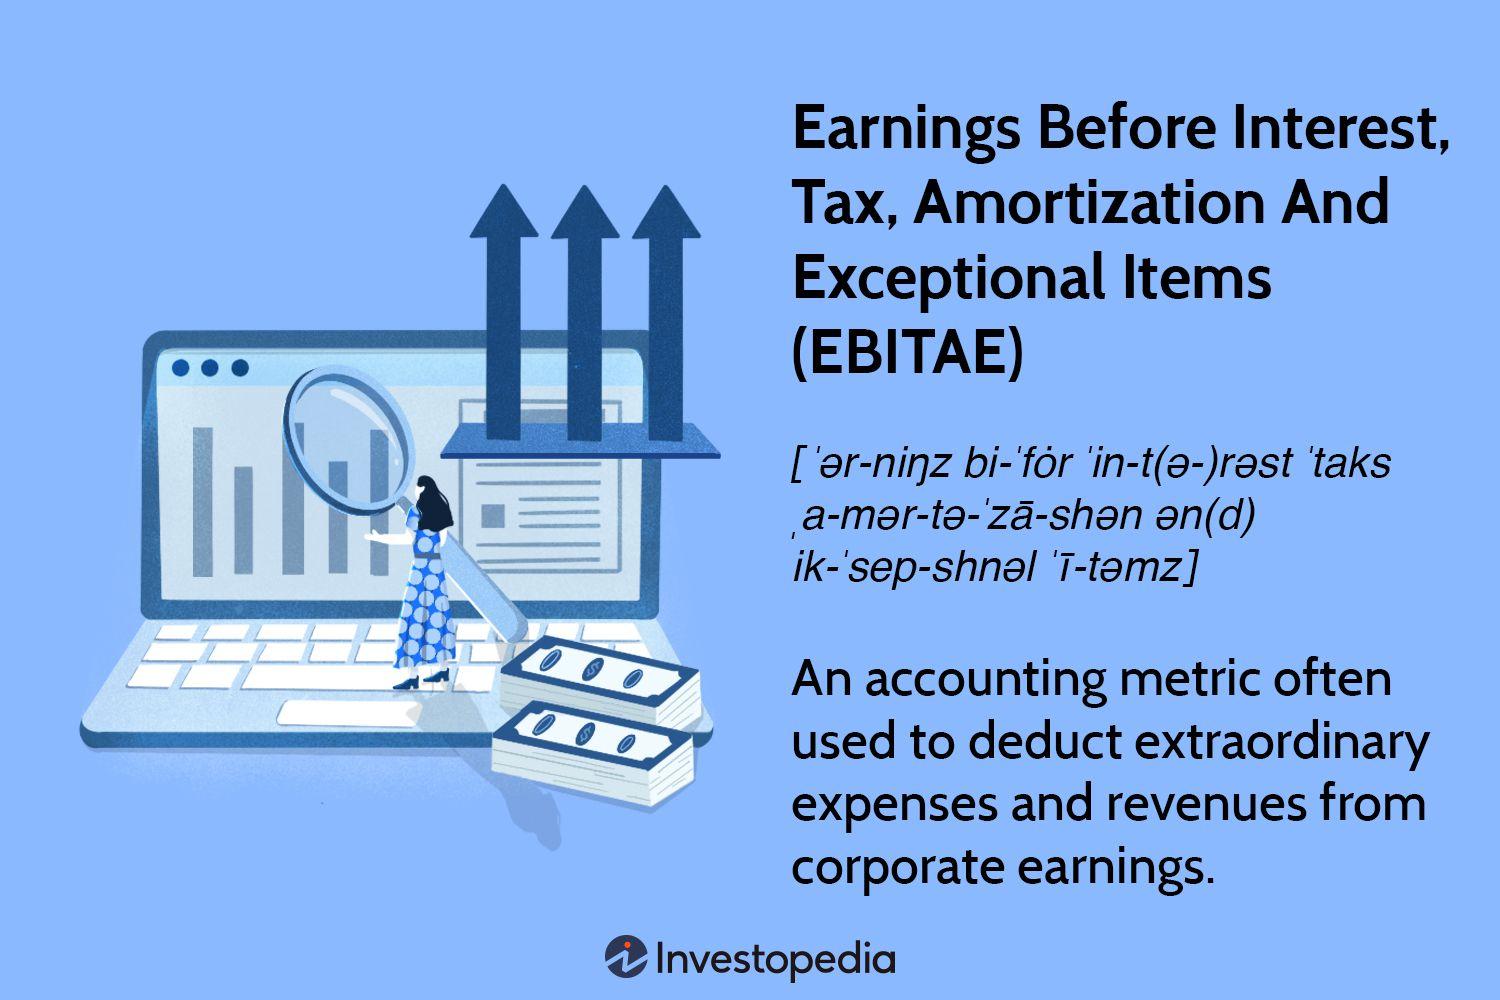 Earnings Before Interest,
Tax, Amortization And
Exceptional Items
(EBITAE)
[ˈər-niŋz bi-ˈfȯr ˈin-t(ə-)rəst ˈtaks
ˌa-mər-tə-ˈzā-shən ən(d)
ik-ˈsep-shnəl ˈī-təmz]
An accounting metric often
used to deduct extraordinary
expenses and revenues from
corporate earnings.
Investopedia